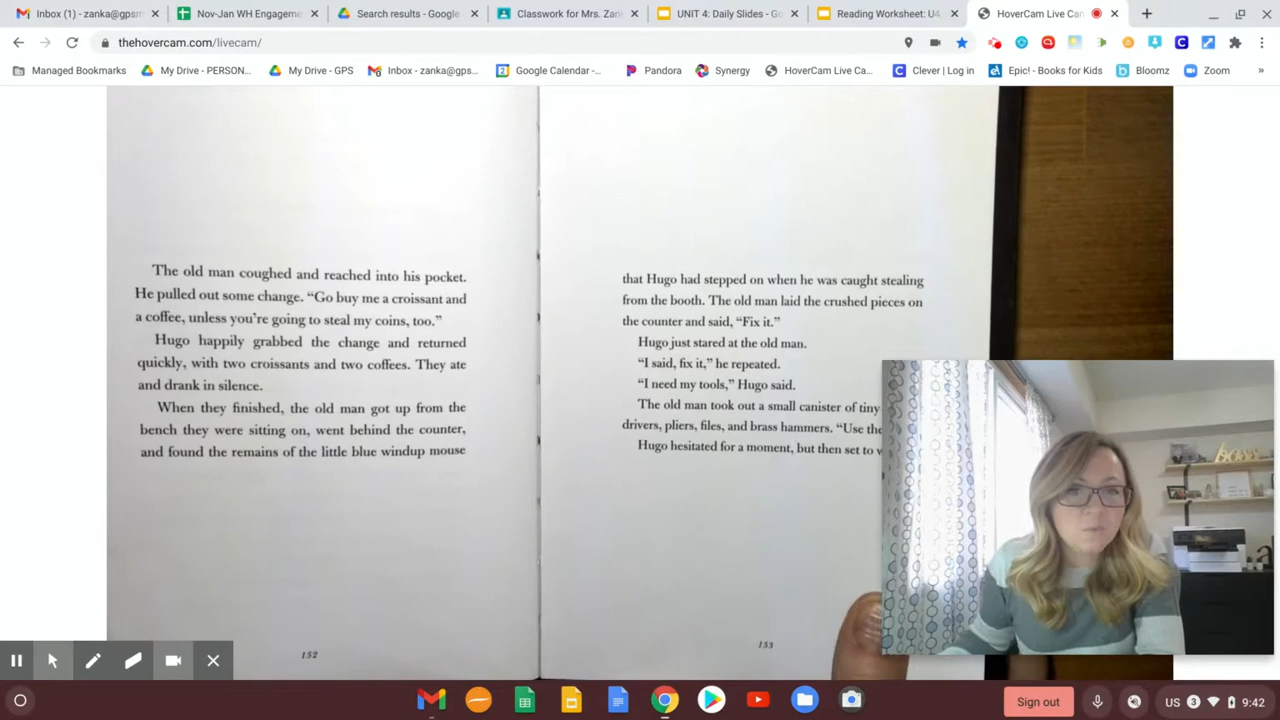 Inbox (1) - zanka@gpsm
Nov-Jan WH Engageme
Search results - Google
Classwork for Mrs. Zan
UNIT 4: Daily Slides - Go
Reading Worksheet: U4,
HoverCam Live Can
thehovercam.com/livecam/
Managed Bookmarks
My Drive - PERSON...
My Drive - GPS
Inbox - zanka@gps...
Google Calendar -...
Pandora
Synergy
HoverCam Live Ca...
Clever | Log in
Epic! - Books for Kids
Bloomz
Zoom
»
The old man coughed and reached into his pocket.
He pulled out some change. “Go buy me a croissant and
a coffee, unless you’re going to steal my coins, too.”
Hugo happily grabbed the change and returned
quickly, with two croissants and two coffees. They ate
and drank in silence.
When they finished, the old man got up from the
bench they were sitting on, went behind the counter,
and found the remains of the little blue windup mouse
152
that Hugo had stepped on when he was caught stealing
from the booth. The old man laid the crushed pieces on
the counter and said, “Fix it.”
Hugo just stared at the old man.
“I said, fix it,” he repeated.
“I need my tools,” Hugo said.
The old man took out a small canister of tiny
drivers, pliers, files, and brass hammers. “Use the
Hugo hesitated for a moment, but then set to w
153
Sign out
US
3
9:42